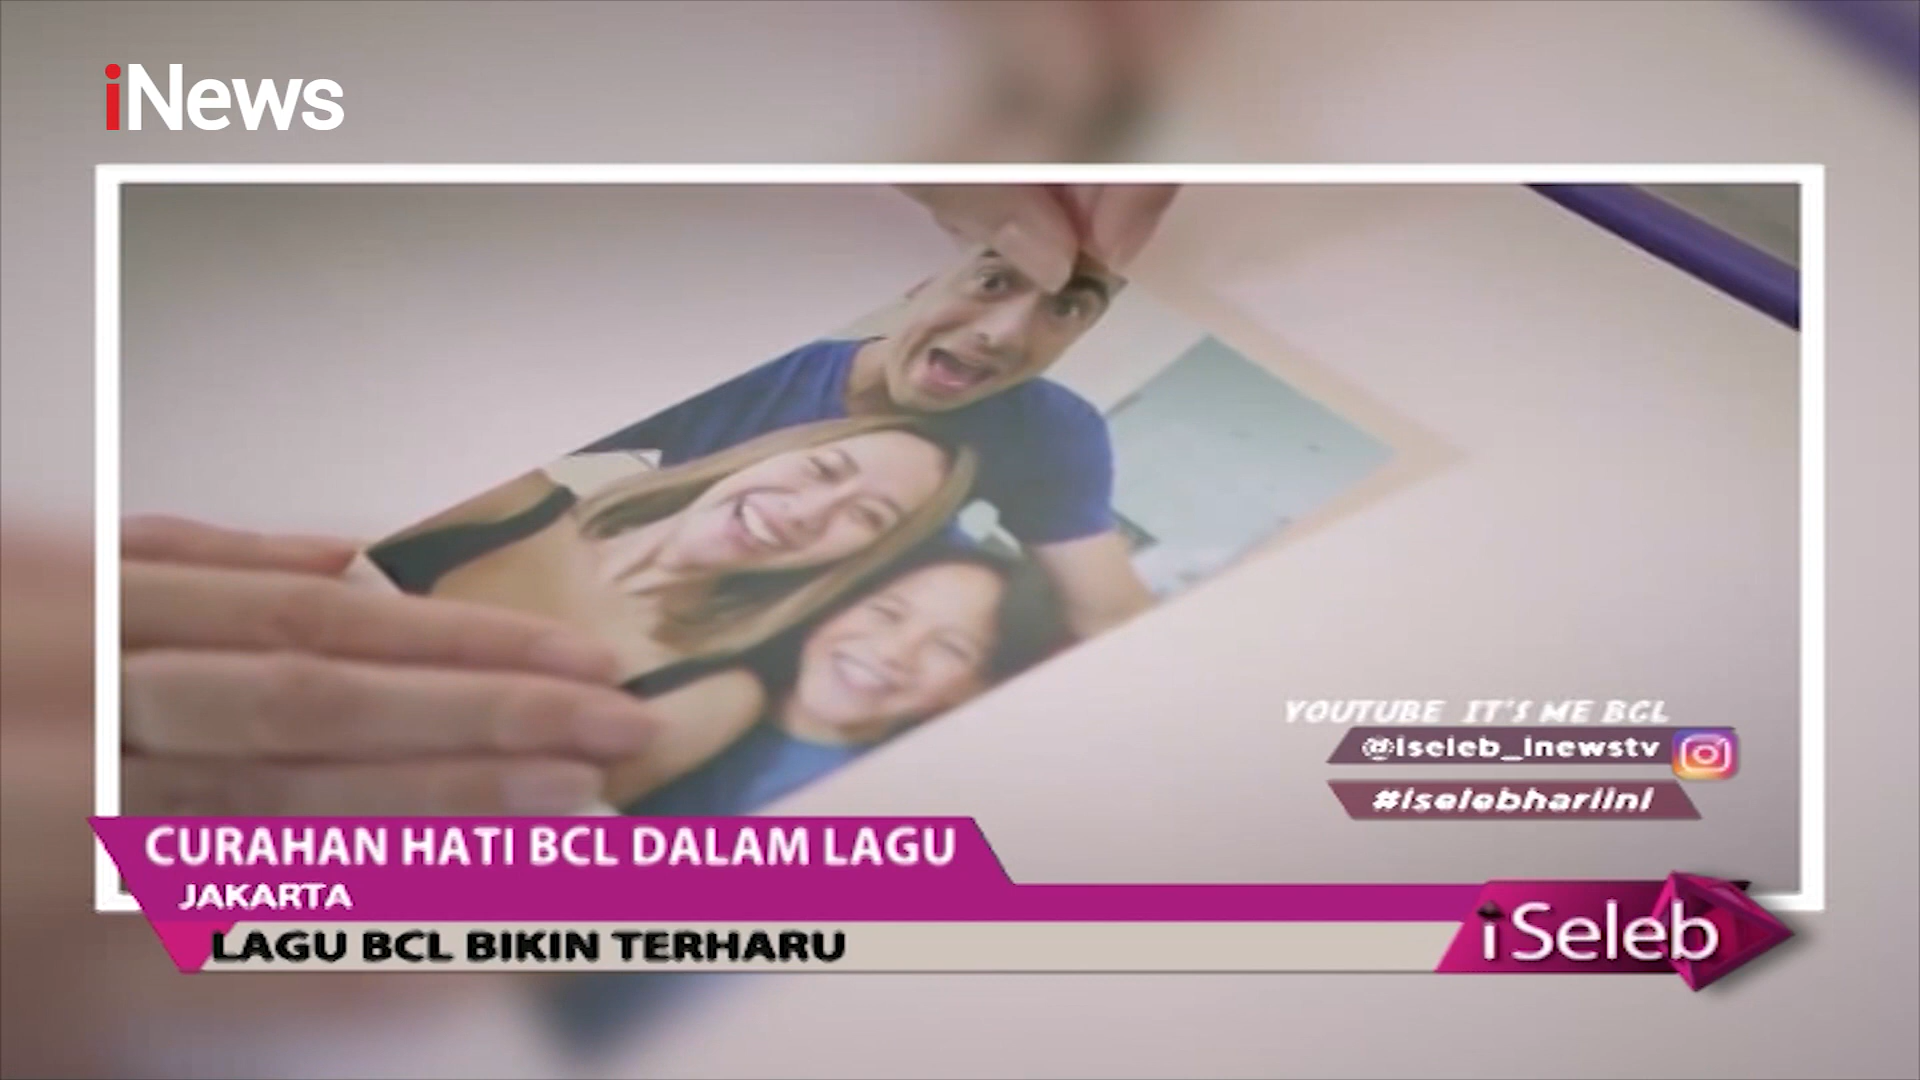 iNews
YOUTUBE IT'S ME BCL
@iseleb_inewstv
#iselebhariini
CURAHAN HATI BCL DALAM LAGU
JAKARTA
LAGU BCL BIKIN TERHARU
iSeleb